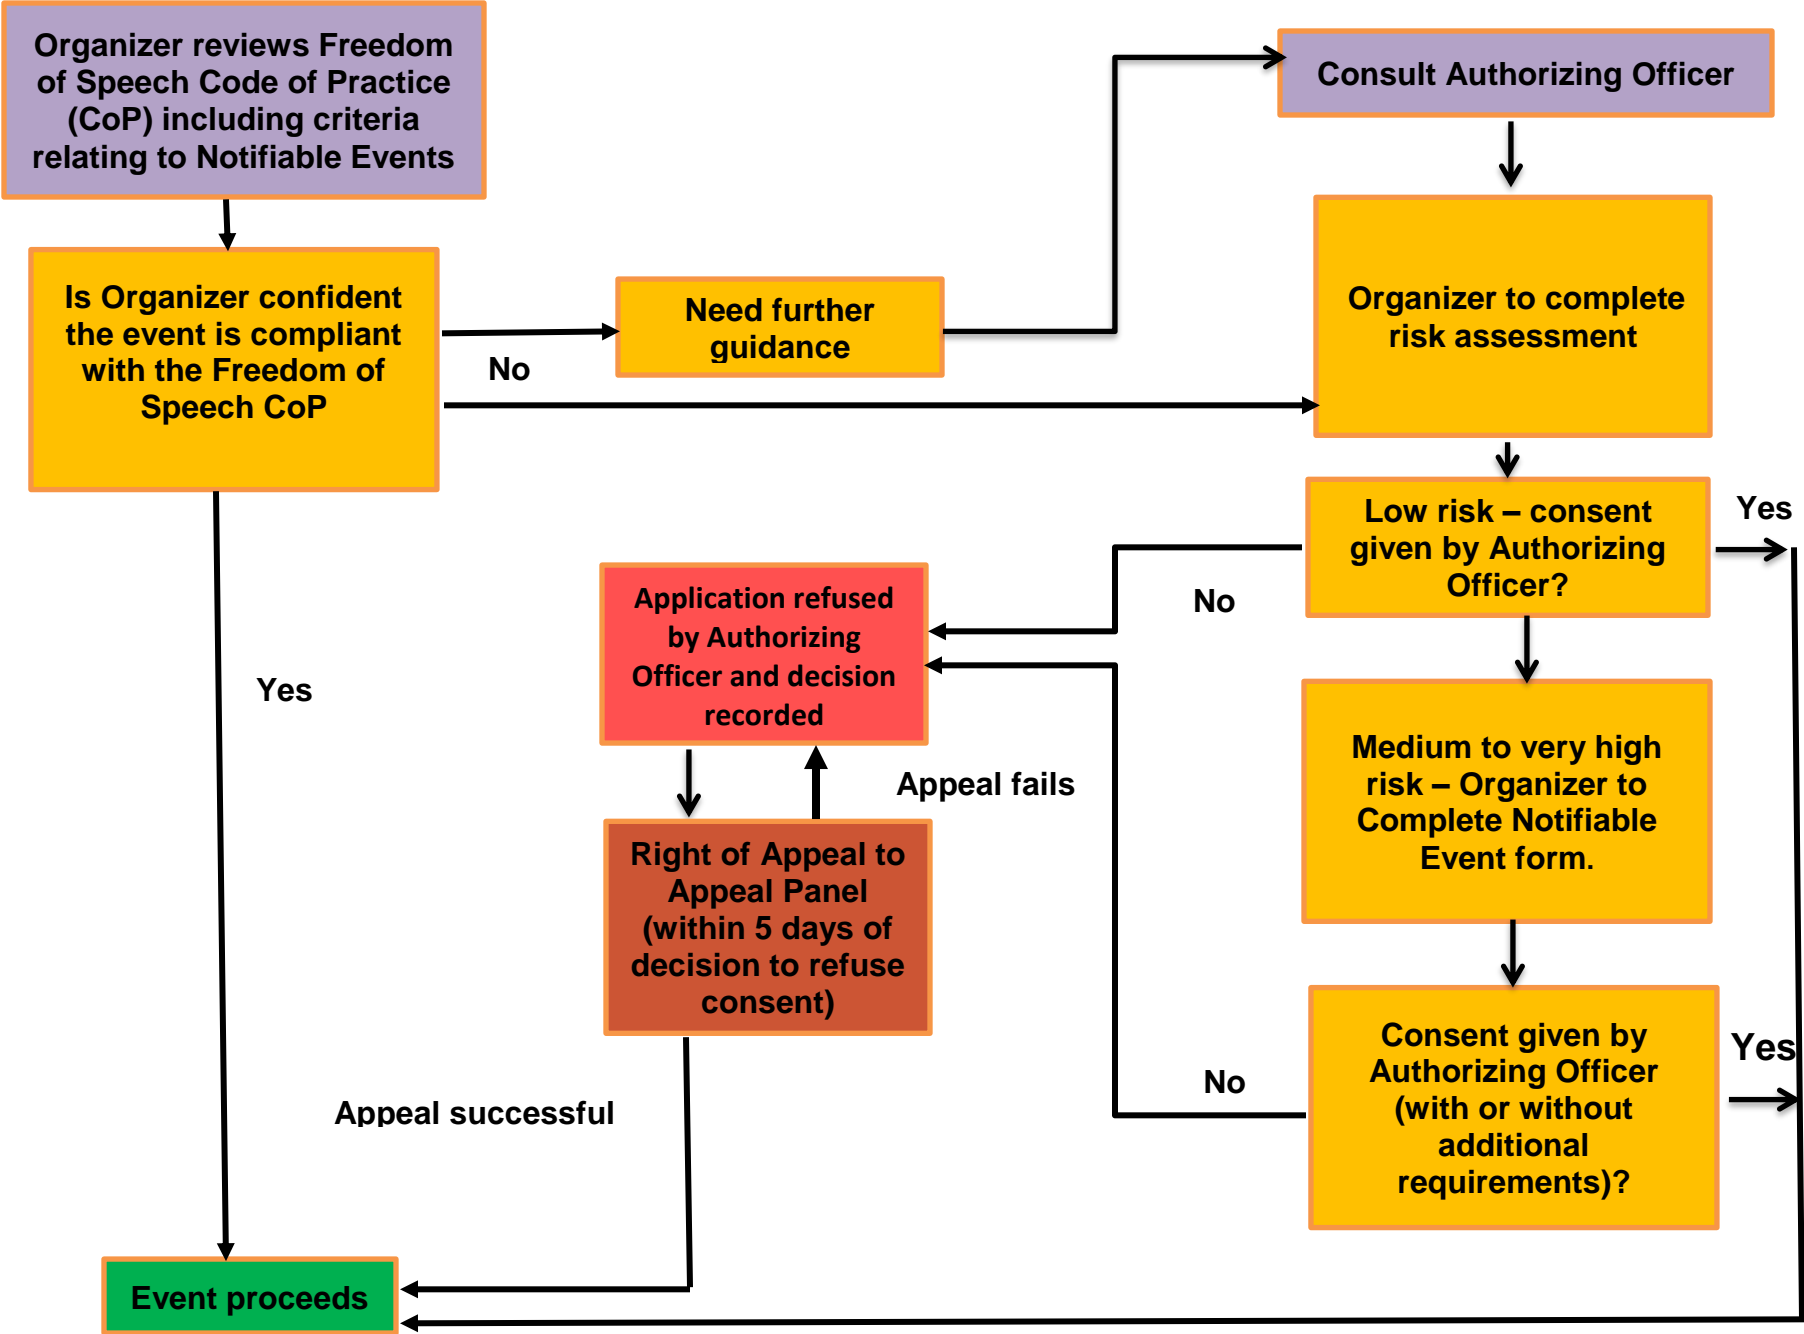 Organizer reviews Freedom
of Speech Code of Practice
(CoP) including criteria
relating to Notifiable Events
Consult Authorizing Officer
Is Organizer confident
the event is compliant
with the Freedom of
Speech CoP
Need further
guidance
No
Organizer to complete
risk assessment
Low risk – consent
given by Authorizing
Officer?
Yes
No
Application refused
by Authorizing
Officer and decision
recorded
Yes
Appeal fails
Medium to very high
risk – Organizer to
Complete Notifiable
Event form.
Right of Appeal to
Appeal Panel
(within 5 days of
decision to refuse
consent)
Consent given by
Authorizing Officer
(with or without
additional
requirements)?
Yes
No
Appeal successful
Event proceeds